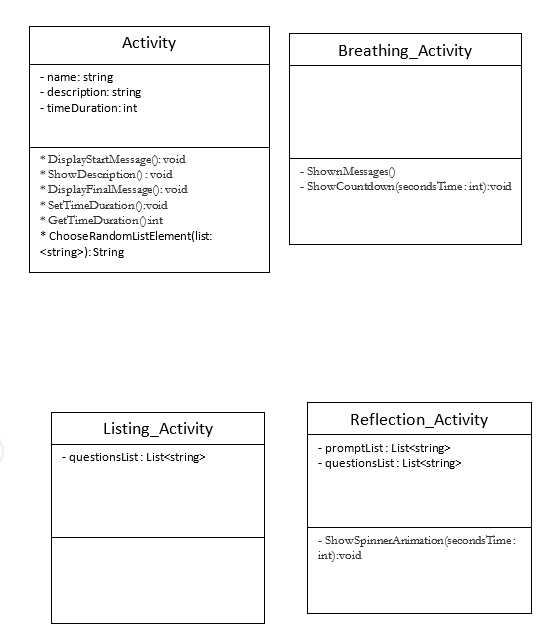 Activity
- name: string
- description: string
- timeDuration: int
* DisplayStartMessage(): void
* ShowDescription() : void
* DisplayFinalMessage(): void
* SetTimeDuration():void
* GetTimeDuration():int
* ChooseRandomListElement(list:
<string>): String
Breathing_Activity
- ShownMessages()
- ShowCountdown(secondsTime : int):void
Listing_Activity
- questionsList : List<string>
Reflection_Activity
- promptList : List<string>
- questionsList : List<string>
- ShowSpinnerAnimation(secondsTime :
int):void